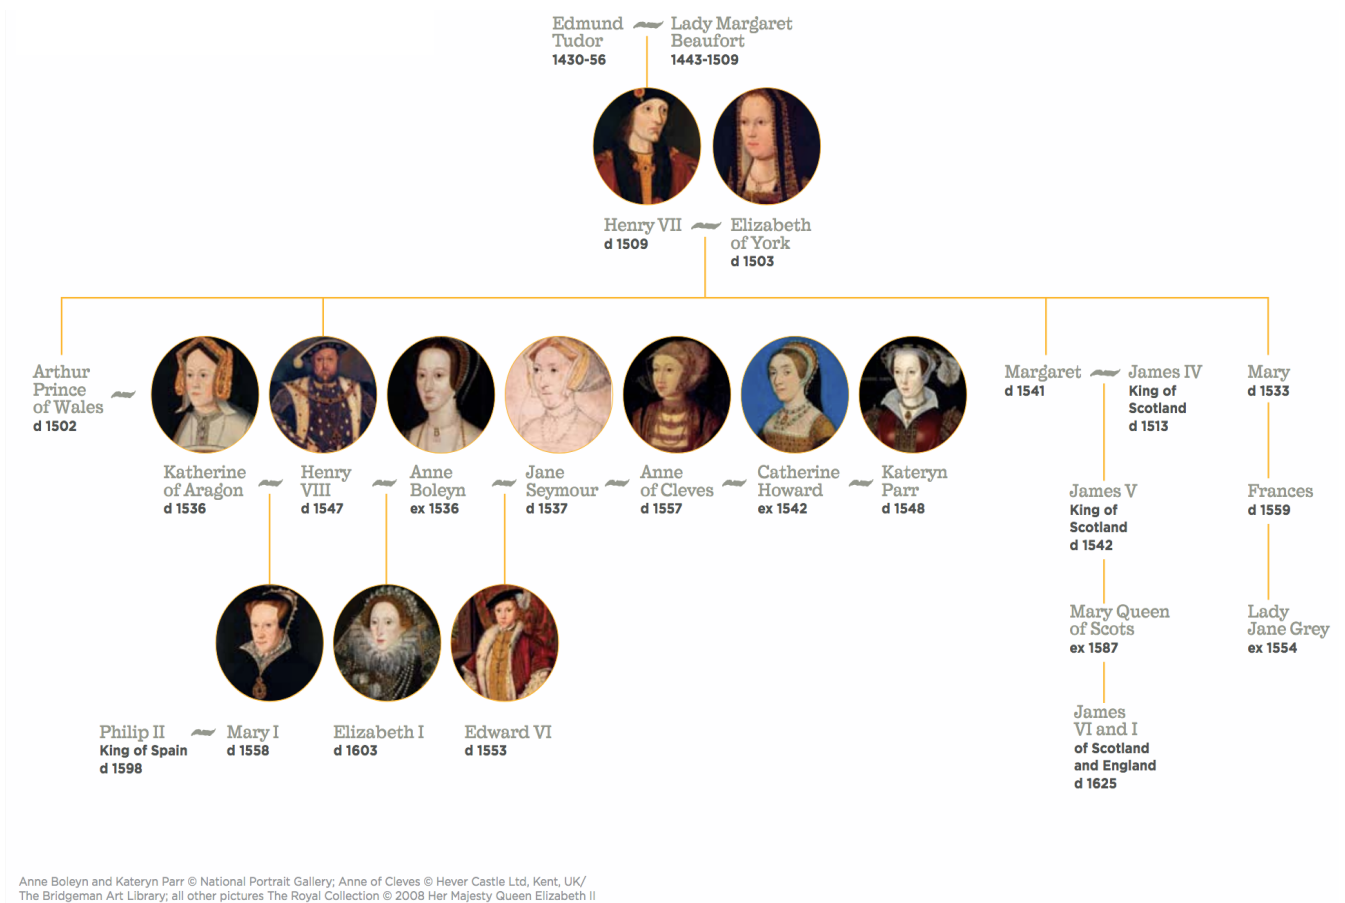 Edmund
Tudor
1430-56
Lady Margaret
Beaufort
1443-1509
Henry VII
d 1509
Elizabeth
of York
d 1503
Arthur
Prince
of Wales
d 1502
Katherine
of Aragon
d 1536
Henry
VIII
d 1547
Anne
Boleyn
ex 1536
Jane
Seymour
d 1537
Anne
of Cleves
d 1557
Catherine
Howard
ex 1542
Kateryn
Parr
d 1548
Margaret
d 1541
James IV
King of
Scotland
d 1513
Mary
d 1533
James V
King of
Scotland
d 1542
Frances
d 1559
Mary Queen
of Scots
ex 1587
Lady
Jane Grey
ex 1554
Philip II
King of Spain
d 1598
Mary I
d 1558
Elizabeth I
d 1603
Edward VI
d 1553
James
VI and I
of Scotland
and England
d 1625
Anne Boleyn and Kateryn Parr © National Portrait Gallery; Anne of Cleves © Hever Castle Ltd, Kent, UK/
The Bridgeman Art Library; all other pictures The Royal Collection © 2008 Her Majesty Queen Elizabeth II